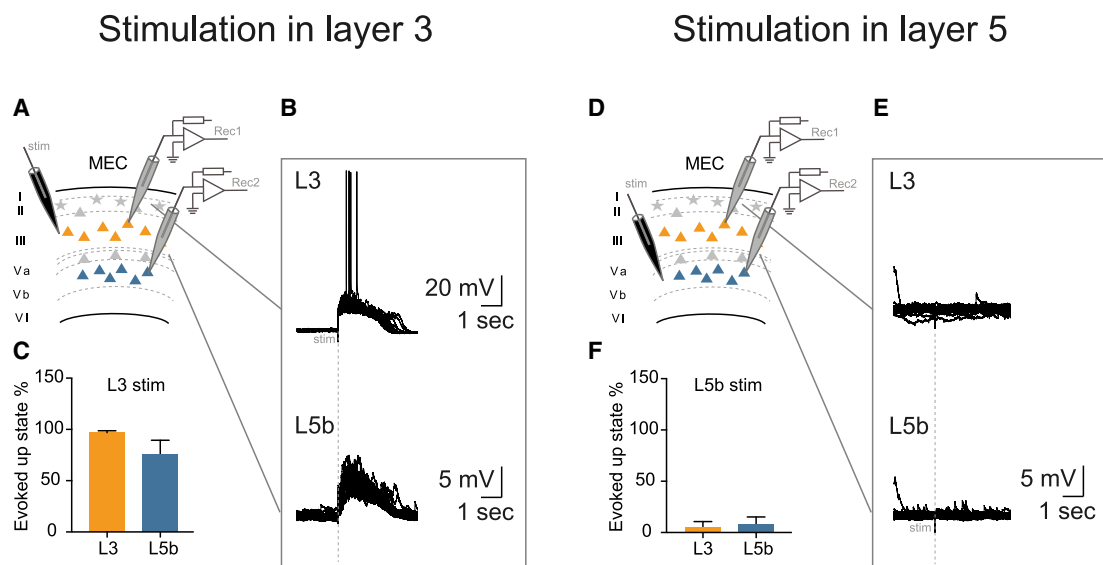 Stimulation in layer 3
Stimulation in layer 5
A
stim
MEC
Rec1
Rec2
I
II
III
Va
Vb
VI
B
L3
20 mV
1 sec
stim
L5b
5 mV
1 sec
C
Evoked up state %
150
100
50
0
L3 stim
L3
L5b
D
stim
MEC
Rec1
Rec2
I
II
III
Va
Vb
VI
E
L3
L5b
5 mV
1 sec
stim
F
Evoked up state %
150
100
50
0
L5b stim
L3
L5b